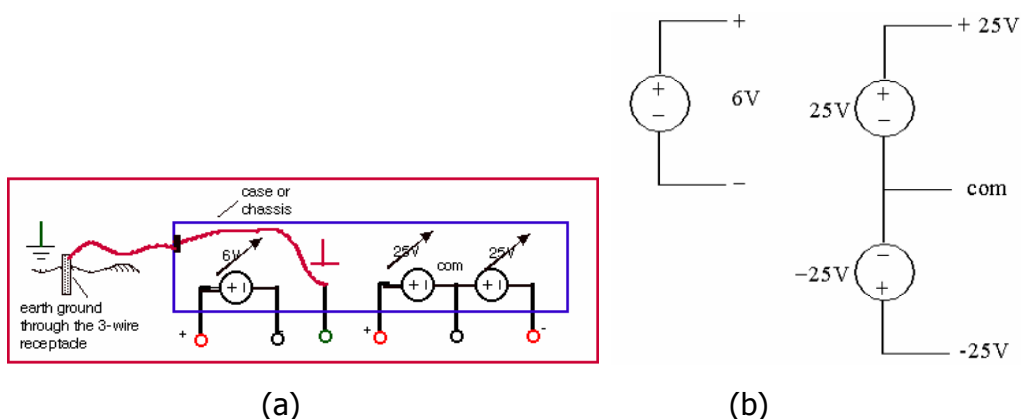 case or
chassis
6V
25V
com
25V
+ -
+ -
+ -
earth ground
through the 3-wire
receptacle
+
-
+
-
(a)
+
6V
+
-
-
+ 25V
25V
+
-
com
-25V
-
+
-25V
(b)